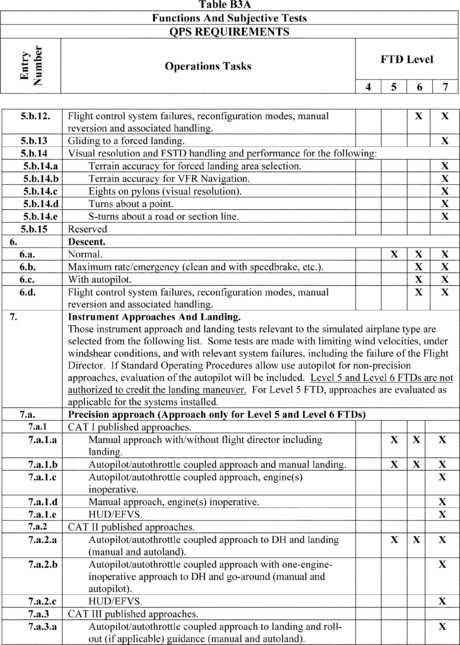 Table B3A
Functions And Subjective Tests
QPS REQUIREMENTS
Entry Number
Operations Tasks
FTD Level
4 5 6 7
5.b.12. Flight control system failures, reconfiguration modes, manual X X
reversion and associated handling.
5.b.13 Gliding to a forced landing. X
5.b.14 Visual resolution and FSTD handling and performance for the following:
5.b.14.a Terrain accuracy for forced landing area selection. X
5.b.14.b Terrain accuracy for VFR Navigation. X
5.b.14.c Eights on pylons (visual resolution). X
5.b.14.d Turns about a point. X
5.b.14.e S-turns about a road or section line. X
5.b.15 Reserved
6. Descent.
6.a. Normal. X X X
6.b. Maximum rate/emergency (clean and with speedbrake, etc.). X X
6.c. With autopilot. X X
6.d. Flight control system failures, reconfiguration modes, manual X X
reversion and associated handling.
7. Instrument Approaches And Landing.
Those instrument approach and landing tests relevant to the simulated airplane type are
selected from the following list. Some tests are made with limiting wind velocities, under
windshear conditions, and with relevant system failures, including the failure of the Flight
Director. If Standard Operating Procedures allow use autopilot for non-precision
approaches, evaluation of the autopilot will be included. Level 5 and Level 6 FTDs are not
authorized to credit the landing maneuver. For Level 5 FTD, approaches are evaluated as
applicable for the systems installed.
7.a. Precision approach (Approach only for Level 5 and Level 6 FTDs)
7.a.1 CAT I published approaches.
7.a.1.a Manual approach with/without flight director including X X X
landing.
7.a.1.b Autopilot/autothrottle coupled approach and manual landing. X X X
7.a.1.c Autopilot/autothrottle coupled approach, engine(s) X
inoperative.
7.a.1.d Manual approach, engine(s) inoperative. X
7.a.1.e HUD/EFVS. X
7.a.2 CAT II published approaches.
7.a.2.a Autopilot/autothrottle coupled approach to DH and landing X X X
(manual and autoland).
7.a.2.b Autopilot/autothrottle coupled approach with one-engine- X
inoperative approach to DH and go-around (manual and
autopilot).
7.a.2.c HUD/EFVS. X
7.a.3 CAT III published approaches.
7.a.3.a Autopilot/autothrottle coupled approach to landing and roll- X
out (if applicable) guidance (manual and autoland).